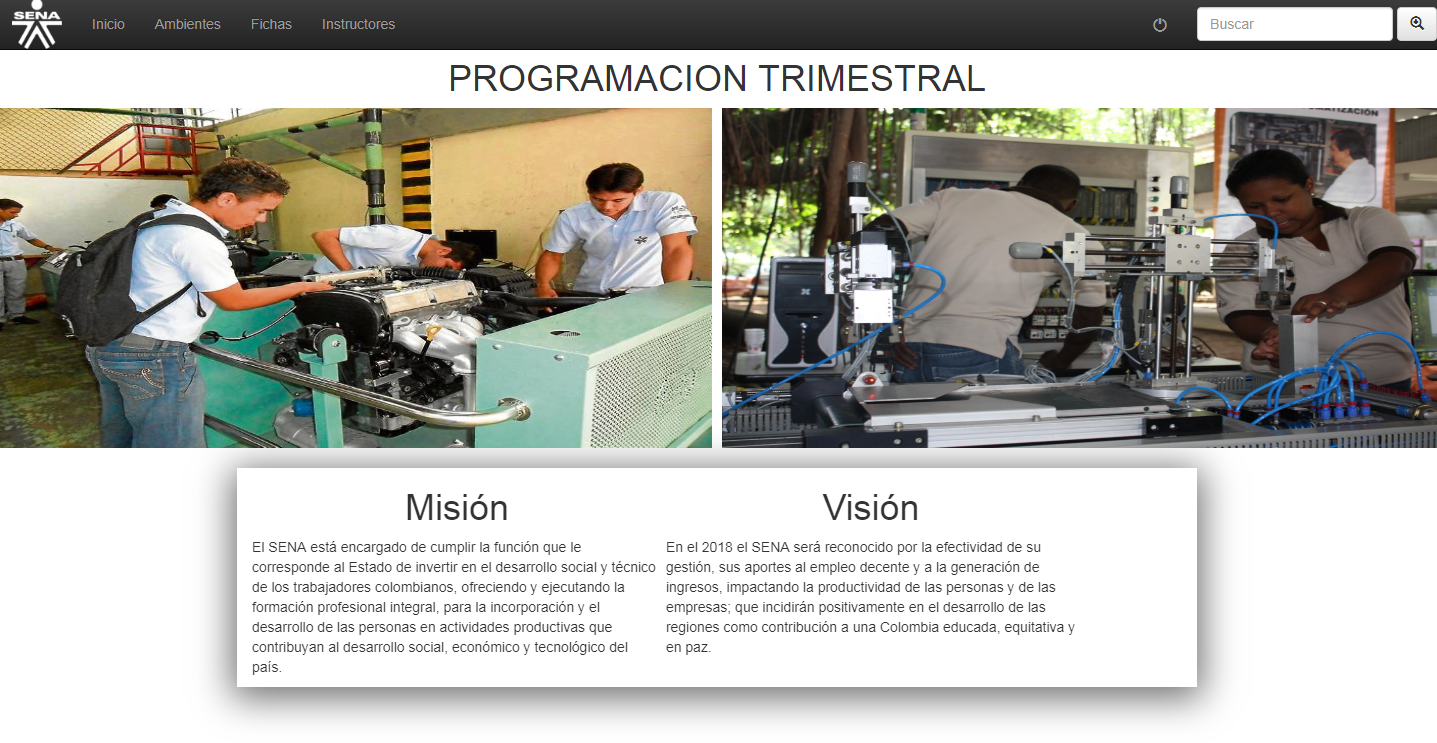 SENA
Inicio Ambientes Fichas Instructores
Buscar
PROGRAMACION TRIMESTRAL
Misión
El SENA está encargado de cumplir la función que le
corresponde al Estado de invertir en el desarrollo social y técnico
de los trabajadores colombianos, ofreciendo y ejecutando la
formación profesional integral, para la incorporación y el
desarrollo de las personas en actividades productivas que
contribuyan al desarrollo social, económico y tecnológico del
país.
Visión
En el 2018 el SENA será reconocido por la efectividad de su
gestión, sus aportes al empleo decente y a la generación de
ingresos, impactando la productividad de las personas y de las
empresas; que incidirán positivamente en el desarrollo de las
regiones como contribución a una Colombia educada, equitativa y
en paz.